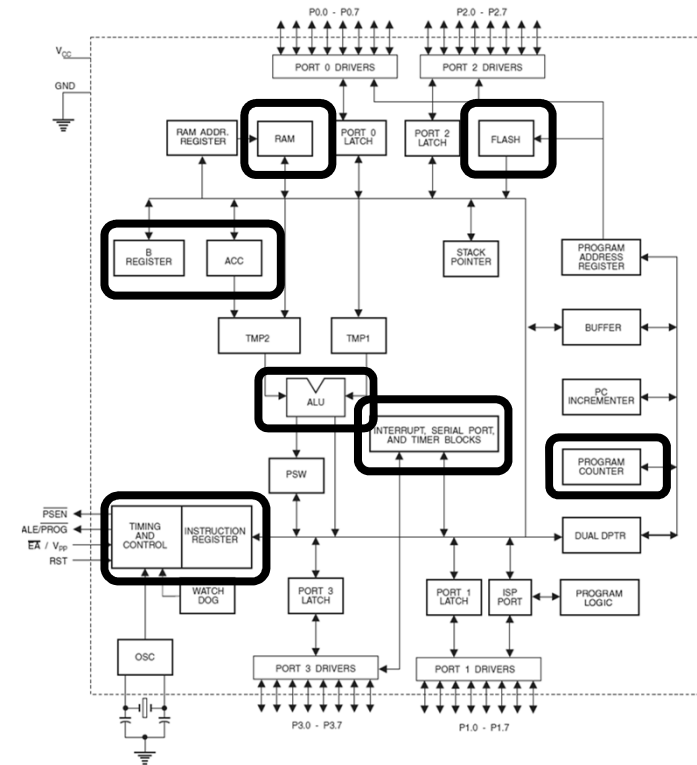 P0.0 - P0.7
P2.0 - P2.7
VCC
PORT 0 DRIVERS
PORT 2 DRIVERS
GND
RAM ADDR.
REGISTER
RAM
PORT 0
LATCH
PORT 2
LATCH
FLASH
B
REGISTER
ACC
STACK
POINTER
PROGRAM
ADDRESS
REGISTER
TMP2
TMP1
BUFFER
ALU
PC
INCREMENTER
INTERRUPT, SERIAL PORT,
AND TIMER BLOCKS
PROGRAM
COUNTER
PSW
PSEN
ALE/PROG
EA / VPP
RST
TIMING
AND
CONTROL
INSTRUCTION
REGISTER
DUAL DPTR
WATCH
DOG
PORT 3
LATCH
PORT 1
LATCH
ISP
PORT
PROGRAM
LOGIC
OSC
PORT 3 DRIVERS
PORT 1 DRIVERS
P3.0 - P3.7
P1.0 - P1.7